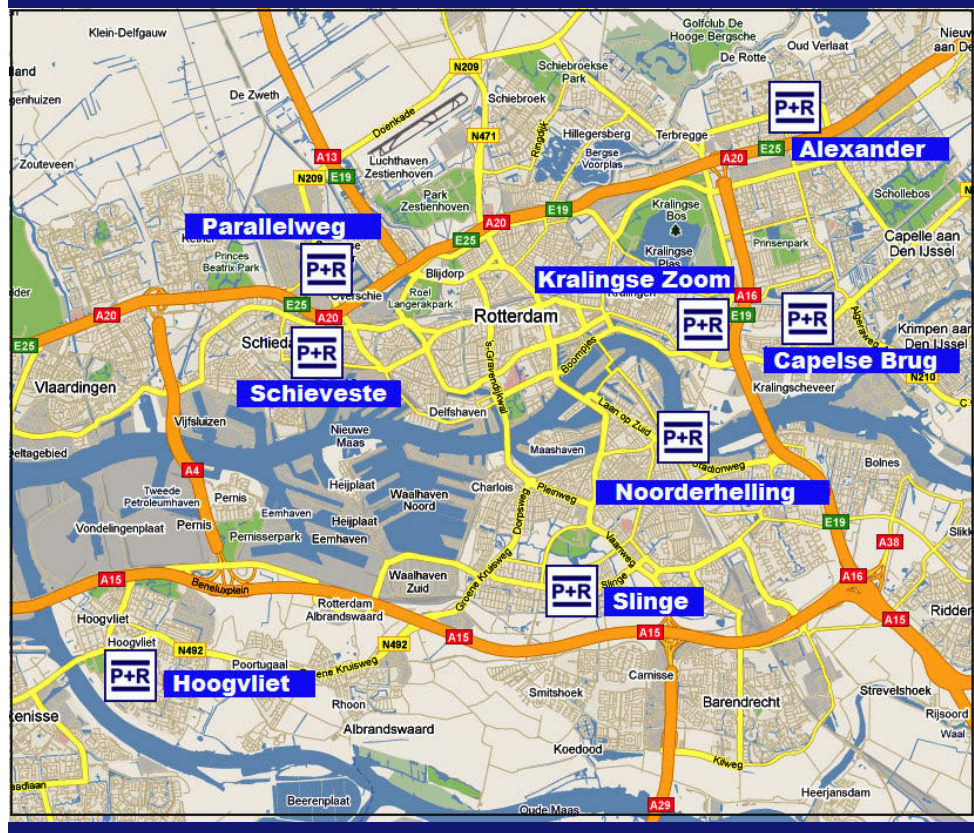 Klein-Delfgauw
Golfclub De
Hooge Bergsche
Oud Verlaat
De Rotte
N209
Schiebroekse
Park
De Zweth
Schiebroek
P+R
Doenkade
N471
Ringdijk
Hillegersberg
Terbregge
Alexander
A13
E19
Luchthaven
Zestienhoven
Bergse
Voorplas
A20
E25
Zouteveen
N209
Park
Zestienhoven
Kralingse
Bos
Schollebos
Parallelweg
A20
E19
E25
Kralingse
Plas
Prinsenpark
Capelle aan
Den IJssel
Princes
Beatrix Park
P+R
Blijdorp
Kralingse Zoom
Overschie
Roel
Langerakpark
A16
E19
A20
E25
A20
E25
Rotterdam
P+R
P+R
Algeraweg
Krimpen aan
Den IJssel
P+R
's-Gravendijkwal
Boompjes
Capelse Brug
N210
Vlaardingen
Schieveste
Kralingscheveer
Delfshaven
Laan op Zuid
Vijfsluizen
Nieuwe
Maas
P+R
Maashaven
Stadionweg
Bolnes
A4
Heijplaat
Charlois
Pleinweg
Noorderhelling
Tweede
Petroleumhaven
Pernis
Eemhaven
Waalhaven
Noord
Dorpsweg
Vondelingenplaat
Pernis
Pernisserpark
Heijplaat
Eemhaven
E19
A38
Vaanweg
A15
Beneluxplein
Waalhaven
Zuid
Groene Kruisweg
P+R
Slinge
Slinge
A16
Rotterdam
Albrandswaard
A15
A15
A15
Hoogvliet
Hoogvliet
N492
Poortugaal
N492
P+R
Hoogvliet
Carnisse
Rhoon
Smitshoek
Barendrecht
Strevelshoek
Rijsoord
Waal
Albrandswaard
Koedood
Kilweg
Beerenplaat
Oude Maas
A29
Heerjansdam